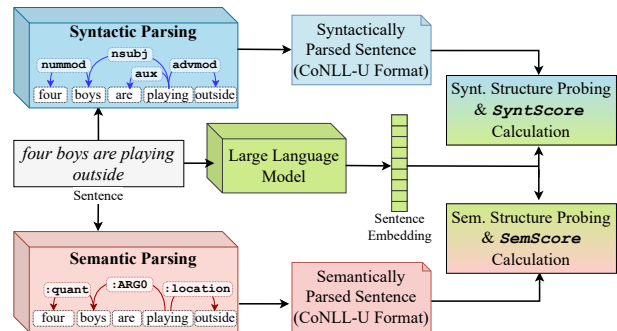 Syntactic Parsing
nsubj
nummod
advmod
aux
four boys are playing outside
Syntactically
Parsed Sentence
(CoNLL-U Format)
Synt. Structure Probing
& SyntScore
Calculation
four boys are playing
outside
Sentence
Large Language
Model
Sentence
Embedding
Sem. Structure Probing
& SemScore
Calculation
Semantic Parsing
:quant
:ARG0
:location
four boys are playing outside
Semantically
Parsed Sentence
(CoNLL-U Format)